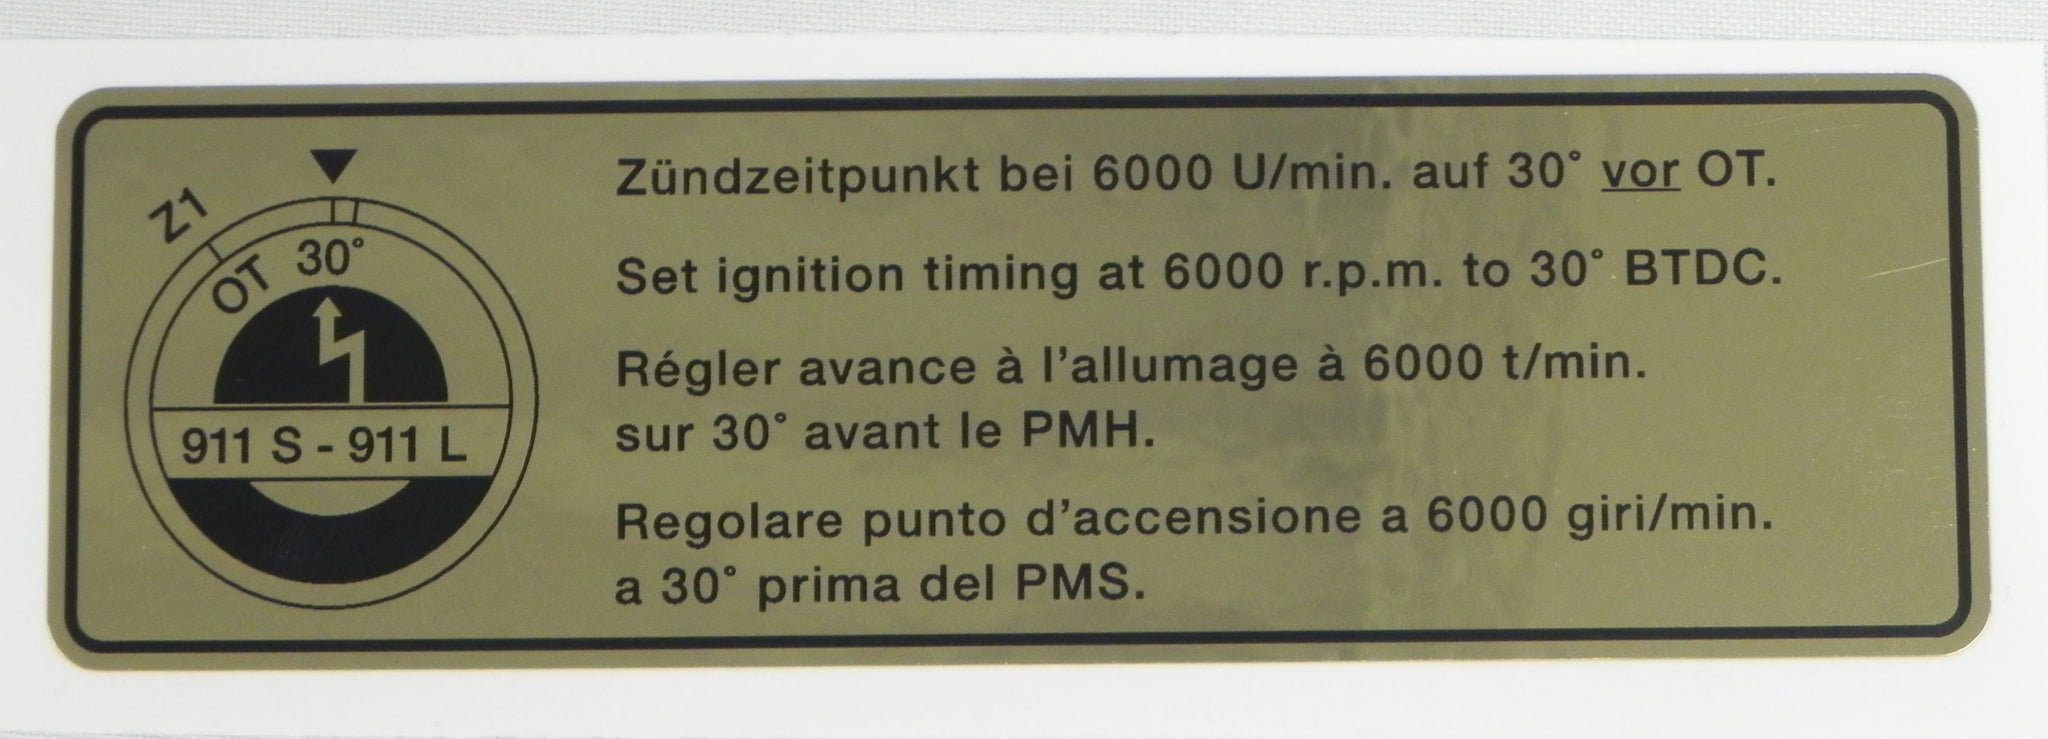 Z1
OT 30°
911 S - 911 L
Zündzeitpunkt bei 6000 U/min. auf 30° vor OT.
Set ignition timing at 6000 r.p.m. to 30° BTDC.
Régler avance à l'allumage à 6000 t/min.
sur 30° avant le PMH.
Regolare punto d'accensione a 6000 giri/min.
a 30° prima del PMS.